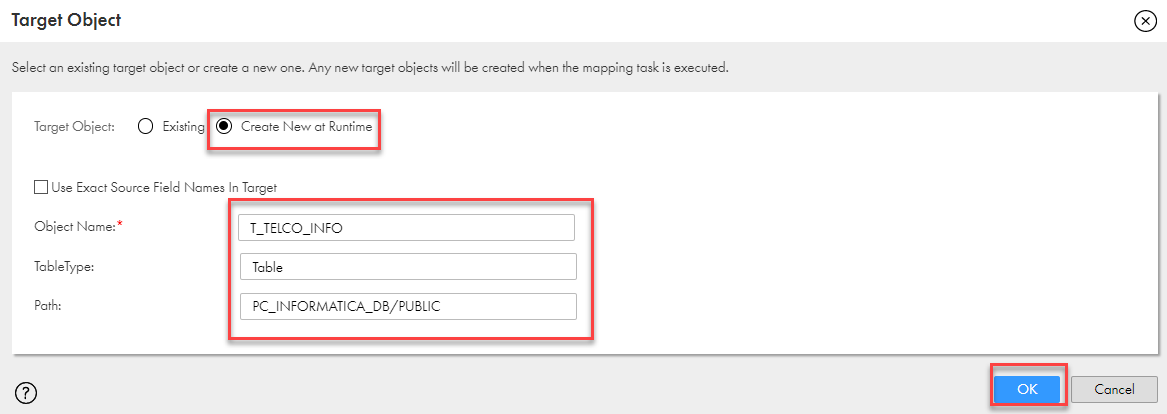 Target Object
Select an existing target object or create a new one. Any new target objects will be created when the mapping task is executed.
Target Object: Existing Create New at Runtime
Use Exact Source Field Names In Target
Object Name:* T_TELCO_INFO
TableType: Table
Path: PC_INFORMATICA_DB/PUBLIC
? OK Cancel